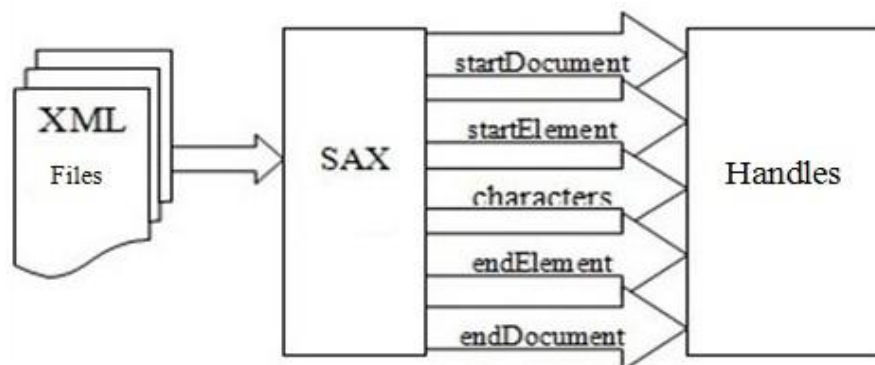 XML
Files
SAX
startDocument
startElement
characters
endElement
endDocument
Handles